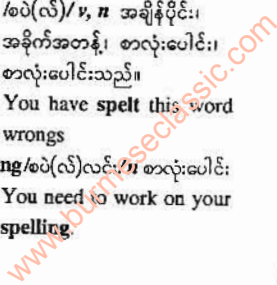 /စပဲ(လ်)/ v, n အချိန်ပိုင်း၊
အခိုက်အတန့်၊ စာလုံးပေါင်း၊
စာလုံးပေါင်းသည်။
You have spelt this word
wrongs
ng/စပဲ(လ်)လင်း/n စာလုံးပေါင်း
You need to work on your
spelling.
www.burmeseclassic.com